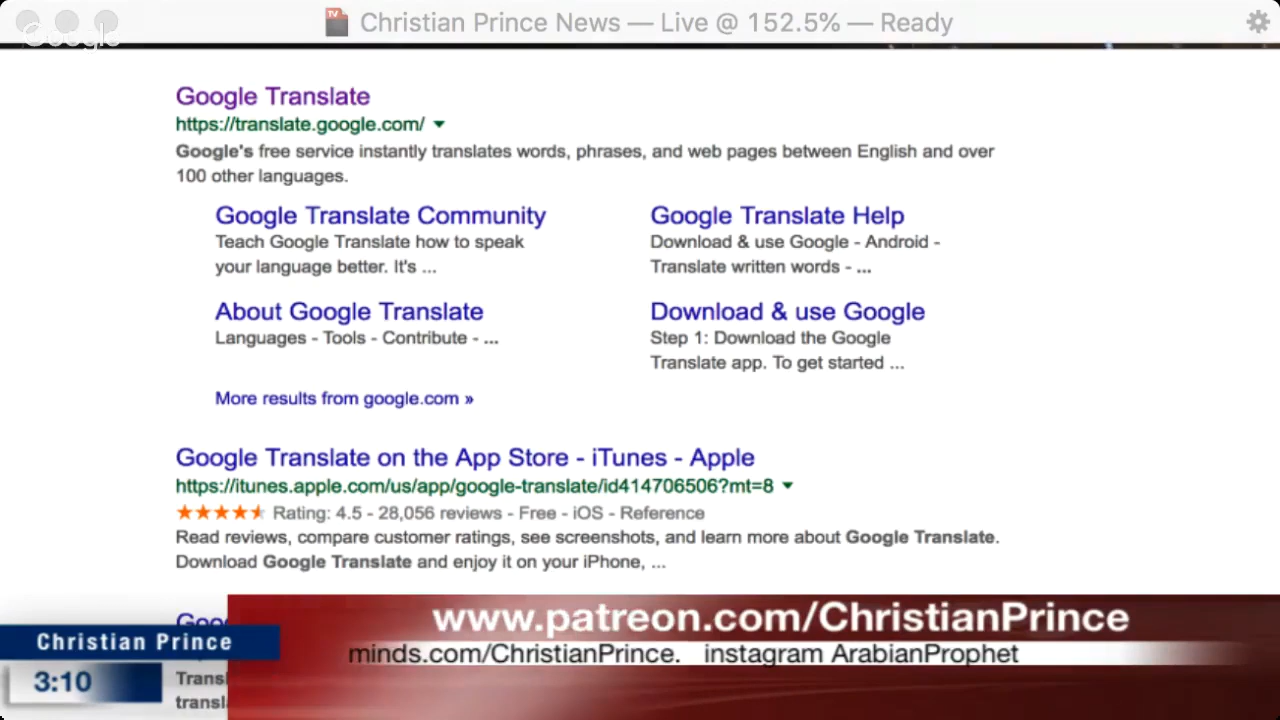 Google
Christian Prince News — Live @ 152.5% — Ready
Google Translate
https://translate.google.com/
Google's free service instantly translates words, phrases, and web pages between English and over
100 other languages.
Google Translate Community
Teach Google Translate how to speak
your language better. It's ...
Google Translate Help
Download & use Google - Android -
Translate written words - ...
About Google Translate
Languages - Tools - Contribute - ...
Download & use Google
Step 1: Download the Google
Translate app. To get started ...
More results from google.com »
Google Translate on the App Store - iTunes - Apple
https://itunes.apple.com/us/app/google-translate/id414706506?mt=8
Rating: 4.5 - 28,056 reviews - Free - iOS - Reference
Read reviews, compare customer ratings, see screenshots, and learn more about Google Translate.
Download Google Translate and enjoy it on your iPhone, ...
www.patreon.com/ChristianPrince
Christian Prince
minds.com/ChristianPrince. instagram ArabianProphet
3:10